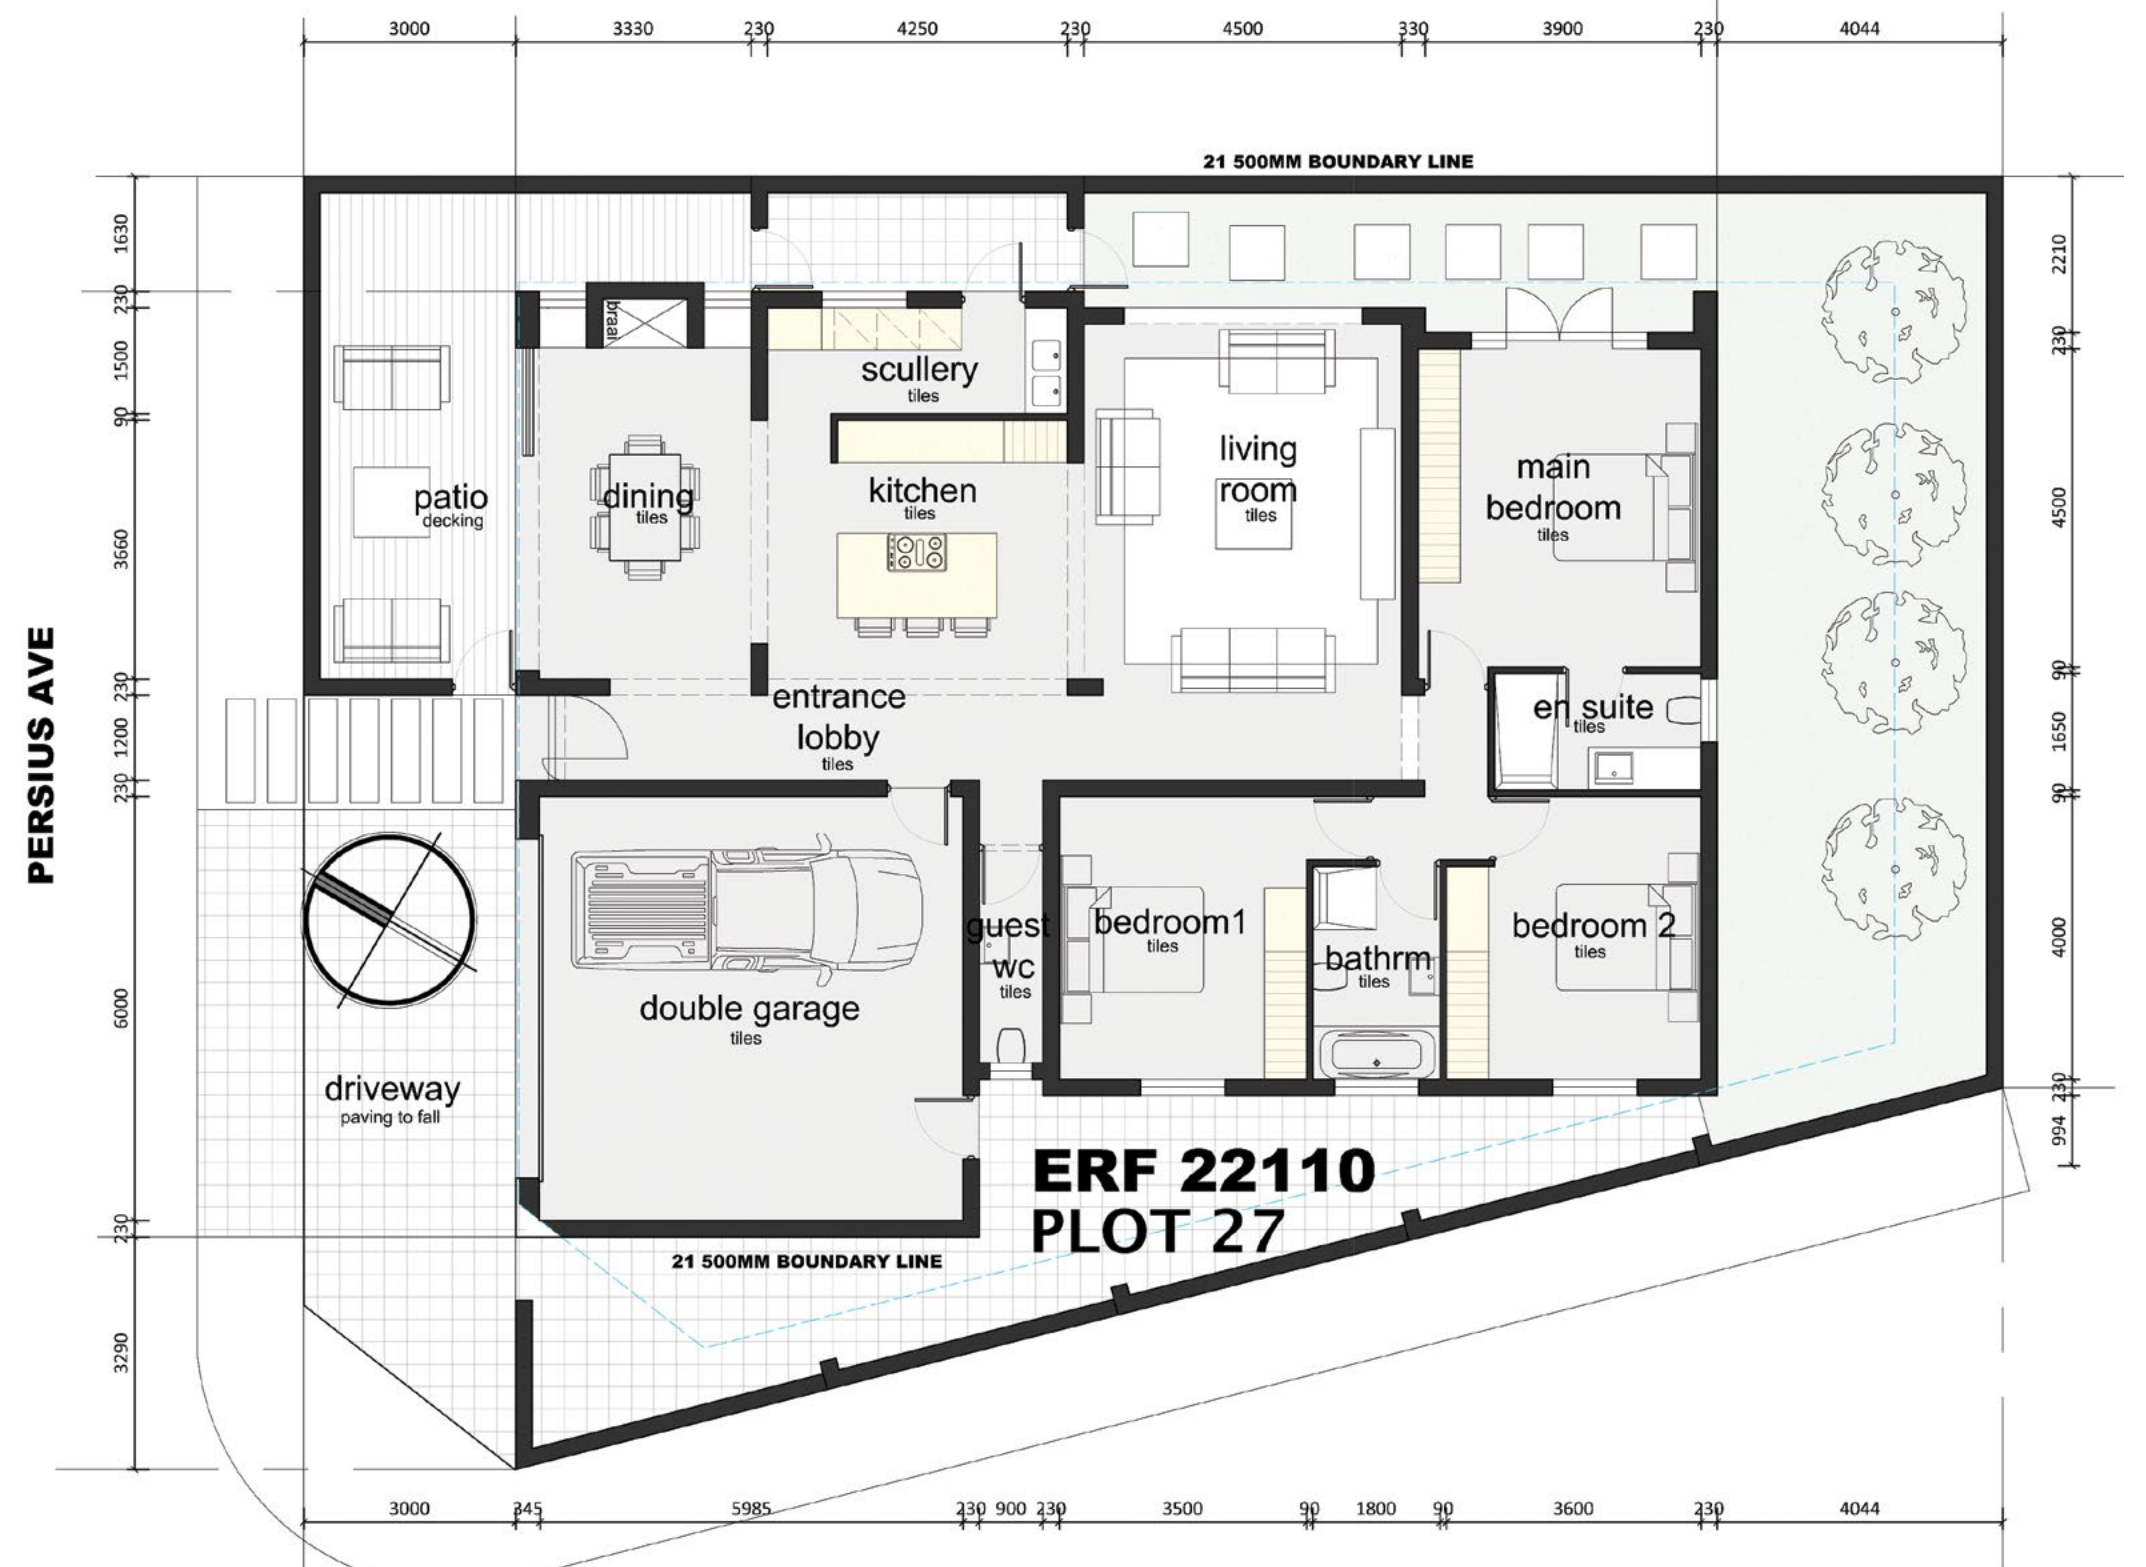 3000 3330 230 4250 230 4500 330 3900 230 4044
21 500MM BOUNDARY LINE
1630
230
1500
90
3660
230
1200
230
6000
230
3290
PERSIUS AVE
braai
scullery
tiles
patio
decking
dining
tiles
kitchen
tiles
living
room
tiles
main
bedroom
tiles
entrance
lobby
tiles
en suite
tiles
guest
wc
tiles
bedroom1
tiles
bathrm
tiles
bedroom 2
tiles
double garage
tiles
driveway
paving to fall
ERF 22110
PLOT 27
21 500MM BOUNDARY LINE
2210
230
4500
90
1650
90
4000
230
994
3000 345 5985 230 900 230 3500 90 1800 90 3600 230 4044